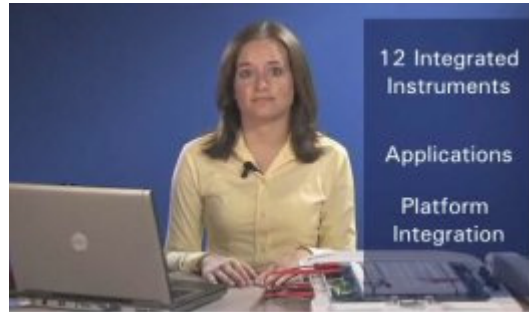 12 Integrated
Instruments
Applications
Platform
Integration